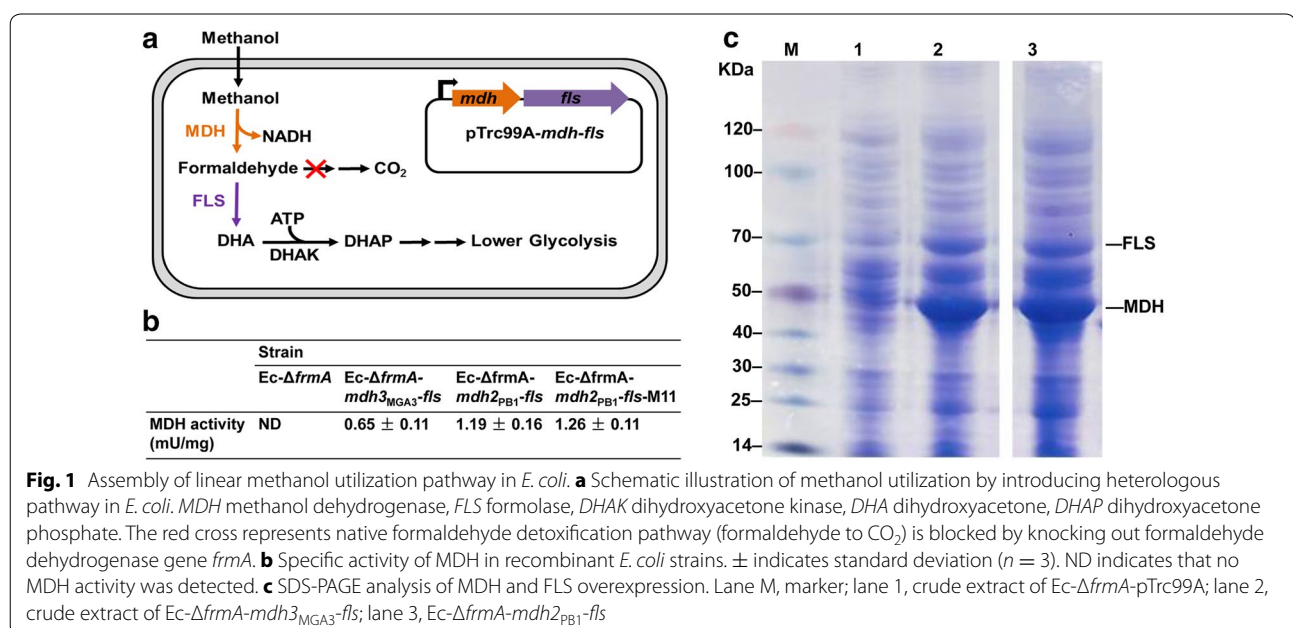 a
Methanol
Methanol
MDH
NADH
Formaldehyde
CO2
FLS
ATP
DHA
DHAK
DHAP
Lower Glycolysis
mdh
fls
pTrc99A-mdh-fls
b
Strain
Ec-ΔfrmA
Ec-ΔfrmA-
mdh3MGA3-fls
Ec-ΔfrmA-
mdh2PB1-fls
Ec-ΔfrmA-
mdh2PB1-fls-M11
MDH activity
(mU/mg)
ND
0.65 ± 0.11
1.19 ± 0.16
1.26 ± 0.11
c
M 1 2 3
KDa
120
100
70
50
40
30
25
14
FLS
MDH
Fig. 1 Assembly of linear methanol utilization pathway in E. coli. a Schematic illustration of methanol utilization by introducing heterologous
pathway in E. coli. MDH methanol dehydrogenase, FLS formolase, DHAK dihydroxyacetone kinase, DHA dihydroxyacetone, DHAP dihydroxyacetone
phosphate. The red cross represents native formaldehyde detoxification pathway (formaldehyde to CO2) is blocked by knocking out formaldehyde
dehydrogenase gene frmA. b Specific activity of MDH in recombinant E. coli strains. ± indicates standard deviation (n = 3). ND indicates that no
MDH activity was detected. c SDS-PAGE analysis of MDH and FLS overexpression. Lane M, marker; lane 1, crude extract of Ec-ΔfrmA-pTrc99A; lane 2,
crude extract of Ec-ΔfrmA-mdh3MGA3-fls; lane 3, Ec-ΔfrmA-mdh2PB1-fls